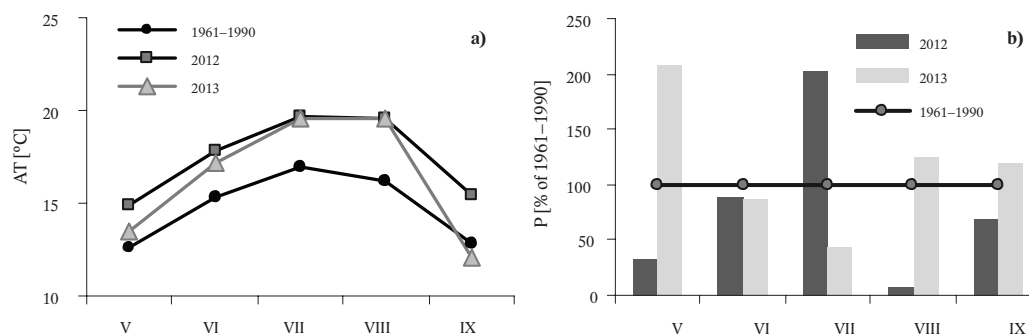 25
20
15
10
AT [°C]
1961–1990
2012
2013
a)
V
VI
VII
VIII
IX
250
200
150
100
50
0
P [% of 1961–1990]
2012
2013
1961–1990
b)
V
VI
VII
VIII
IX